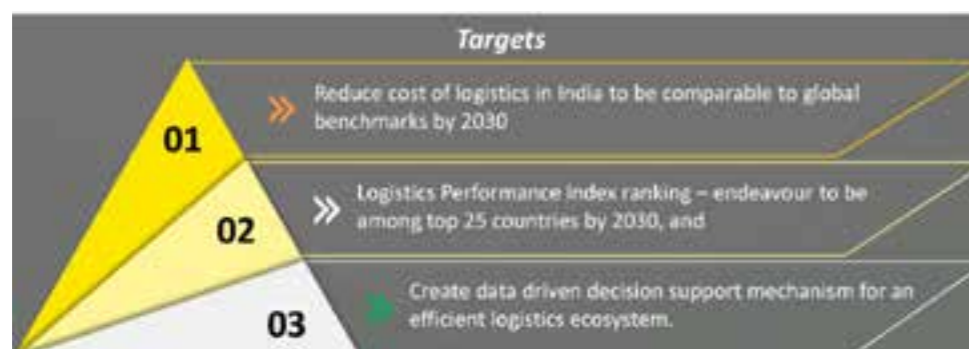 Targets
01
Reduce cost of logistics in India to be comparable to global
benchmarks by 2030
02
Logistics Performance Index ranking – endeavour to be
among top 25 countries by 2030, and
03
Create data driven decision support mechanism for an
efficient logistics ecosystem.